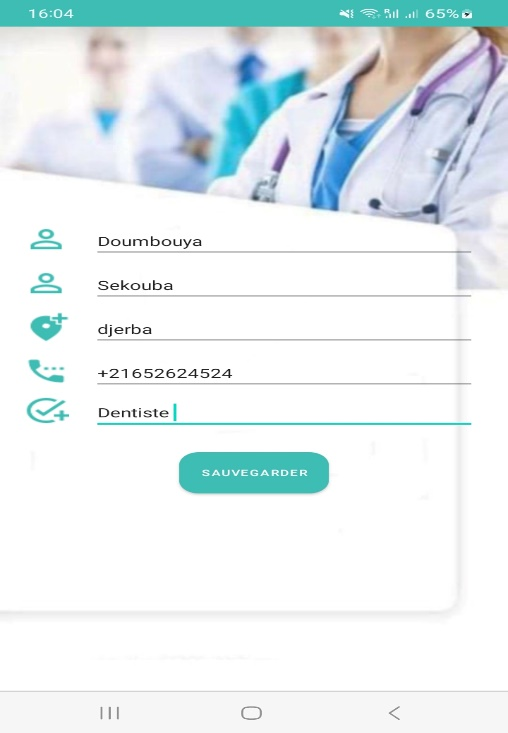 16:04
65%
Doumbouya
Sekouba
djerba
+21652624524
Dentiste
SAUVEGARDER